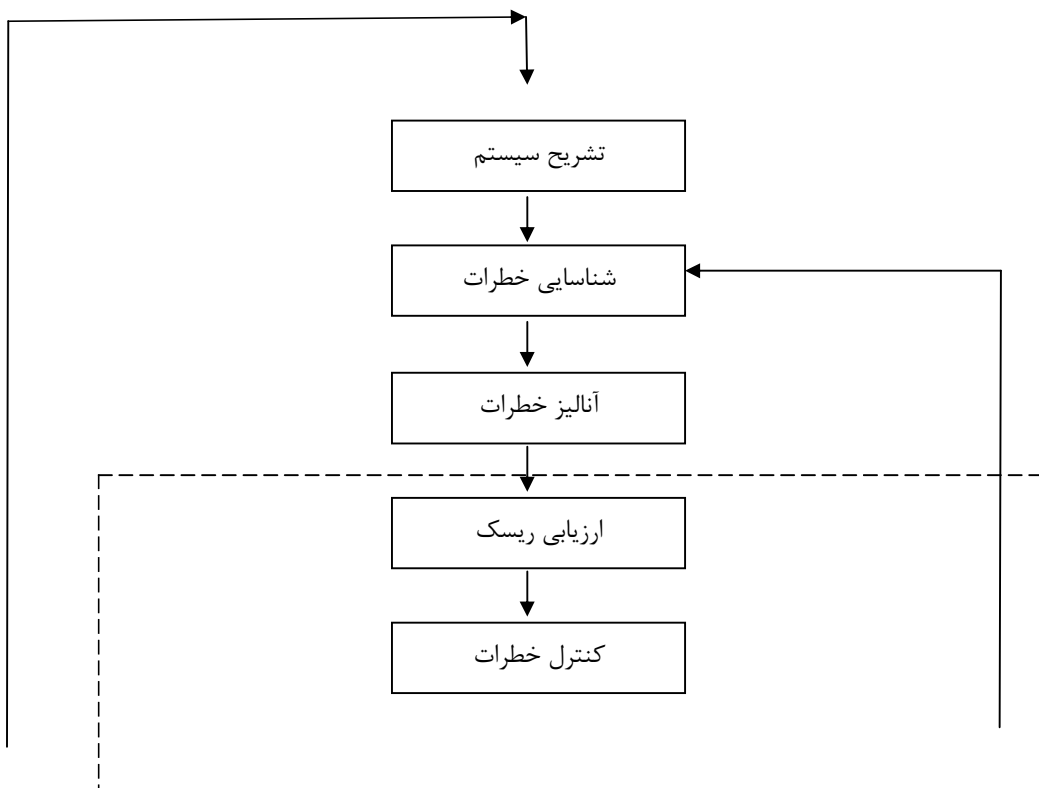 تشریح سیستم
شناسایی خطرات
آنالیز خطرات
ارزیابی ریسک
کنترل خطرات